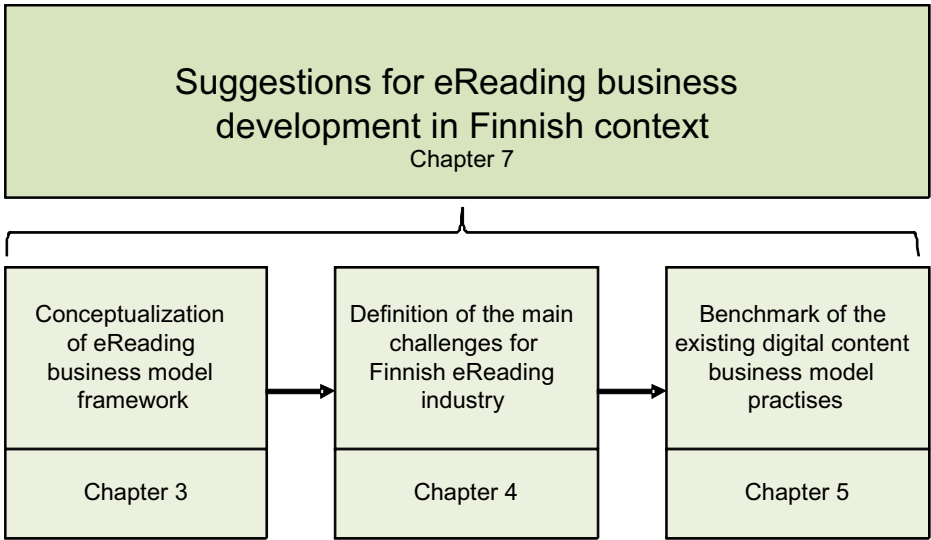 Suggestions for eReading business
development in Finnish context
Chapter 7
Conceptualization
of eReading
business model
framework
Chapter 3
Definition of the main
challenges for
Finnish eReading
industry
Chapter 4
Benchmark of the
existing digital content
business model
practises
Chapter 5